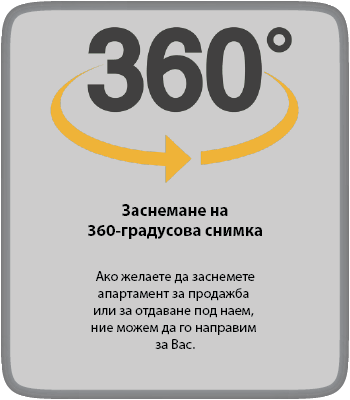 360°
Заснемане на
360-градусова снимка
Ако желаете да заснемете
апартамент за продажба
или за отдаване под наем,
ние можем да го направим
за Вас.